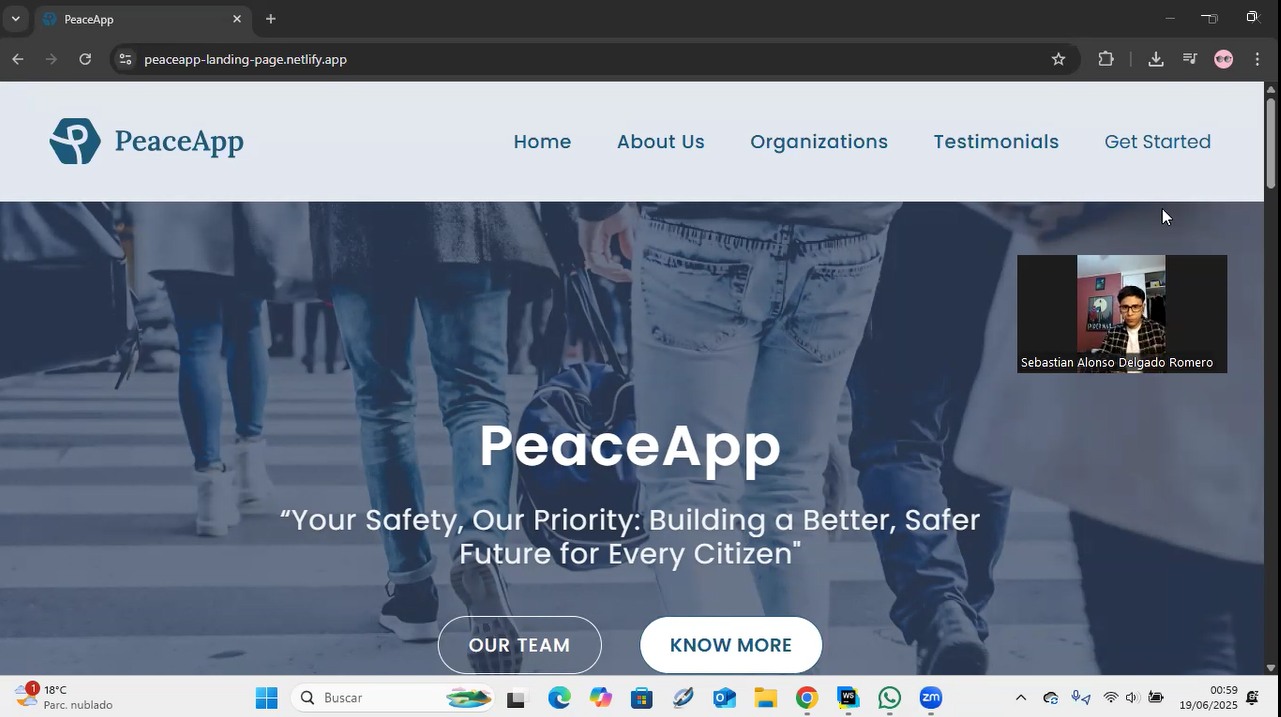 PeaceApp
peaceapp-landing-page.netlify.app
PeaceApp
Home
About Us
Organizations
Testimonials
Get Started
Sebastian Alonso Delgado Romero
PeaceApp
“Your Safety, Our Priority: Building a Better, Safer
Future for Every Citizen"
OUR TEAM
KNOW MORE
1
18°C
Parc. nublado
Buscar
WS
zm
00:59
19/06/2025